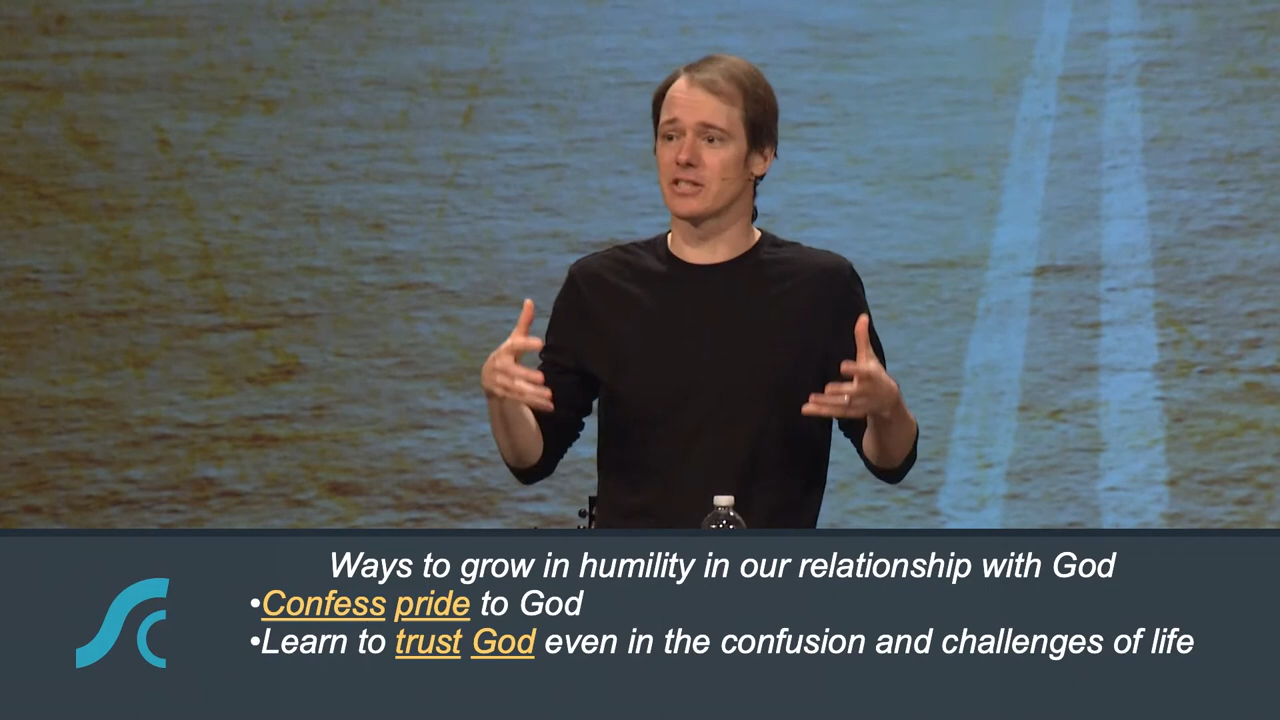 Ways to grow in humility in our relationship with God
•Confess pride to God
•Learn to trust God even in the confusion and challenges of life